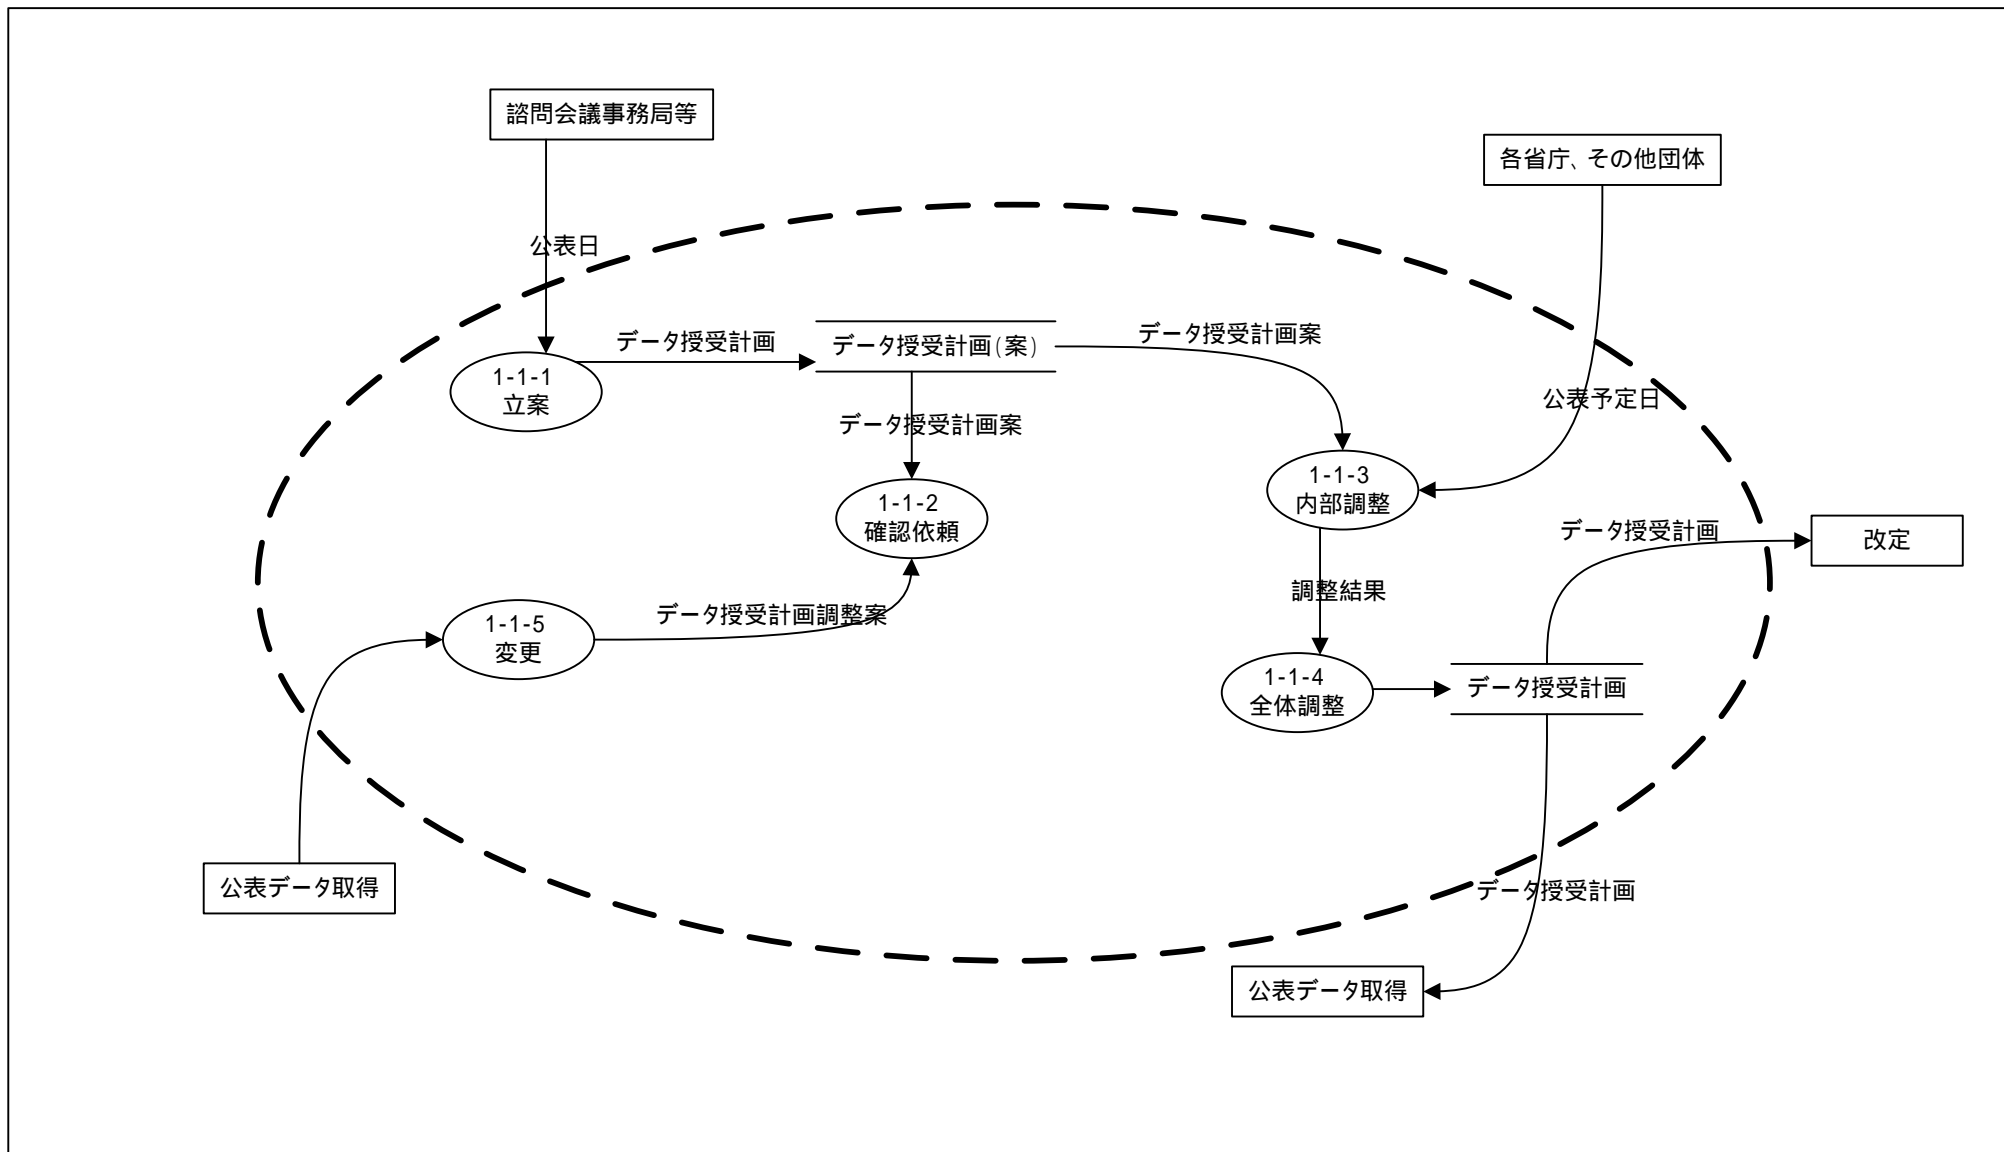 諮問会議事務局等
各省庁、その他団体
公表日
データ授受計画
データ授受計画(案)
データ授受計画案
1-1-1
立案
公表予定日
データ授受計画案
1-1-3
内部調整
1-1-2
確認依頼
データ授受計画
改定
調整結果
データ授受計画調整案
1-1-5
変更
1-1-4
全体調整
データ授受計画
公表データ取得
データ授受計画
公表データ取得